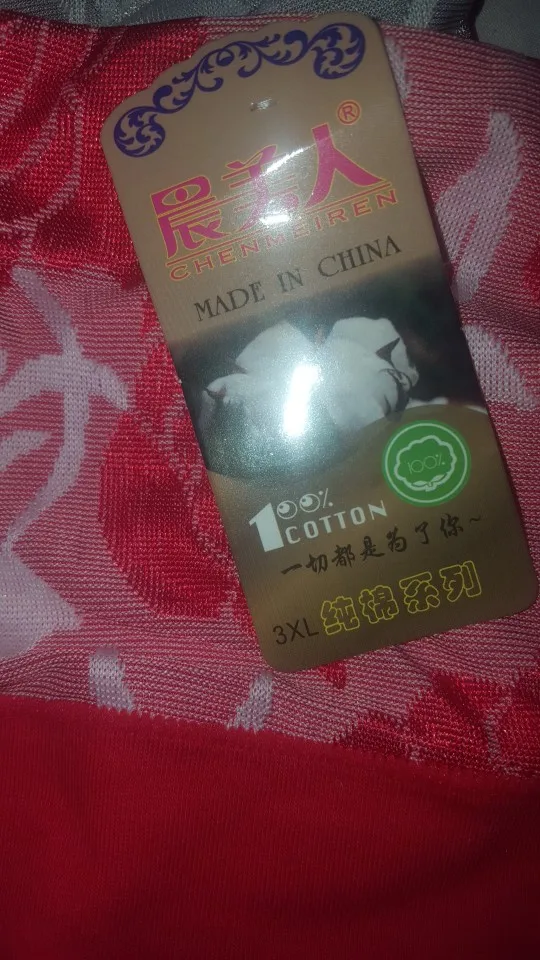 晨美人®
CHENMEIREN
MADE IN CHINA
100%
100%
COTTON
一切都是为了你~
3XL 纯棉系列